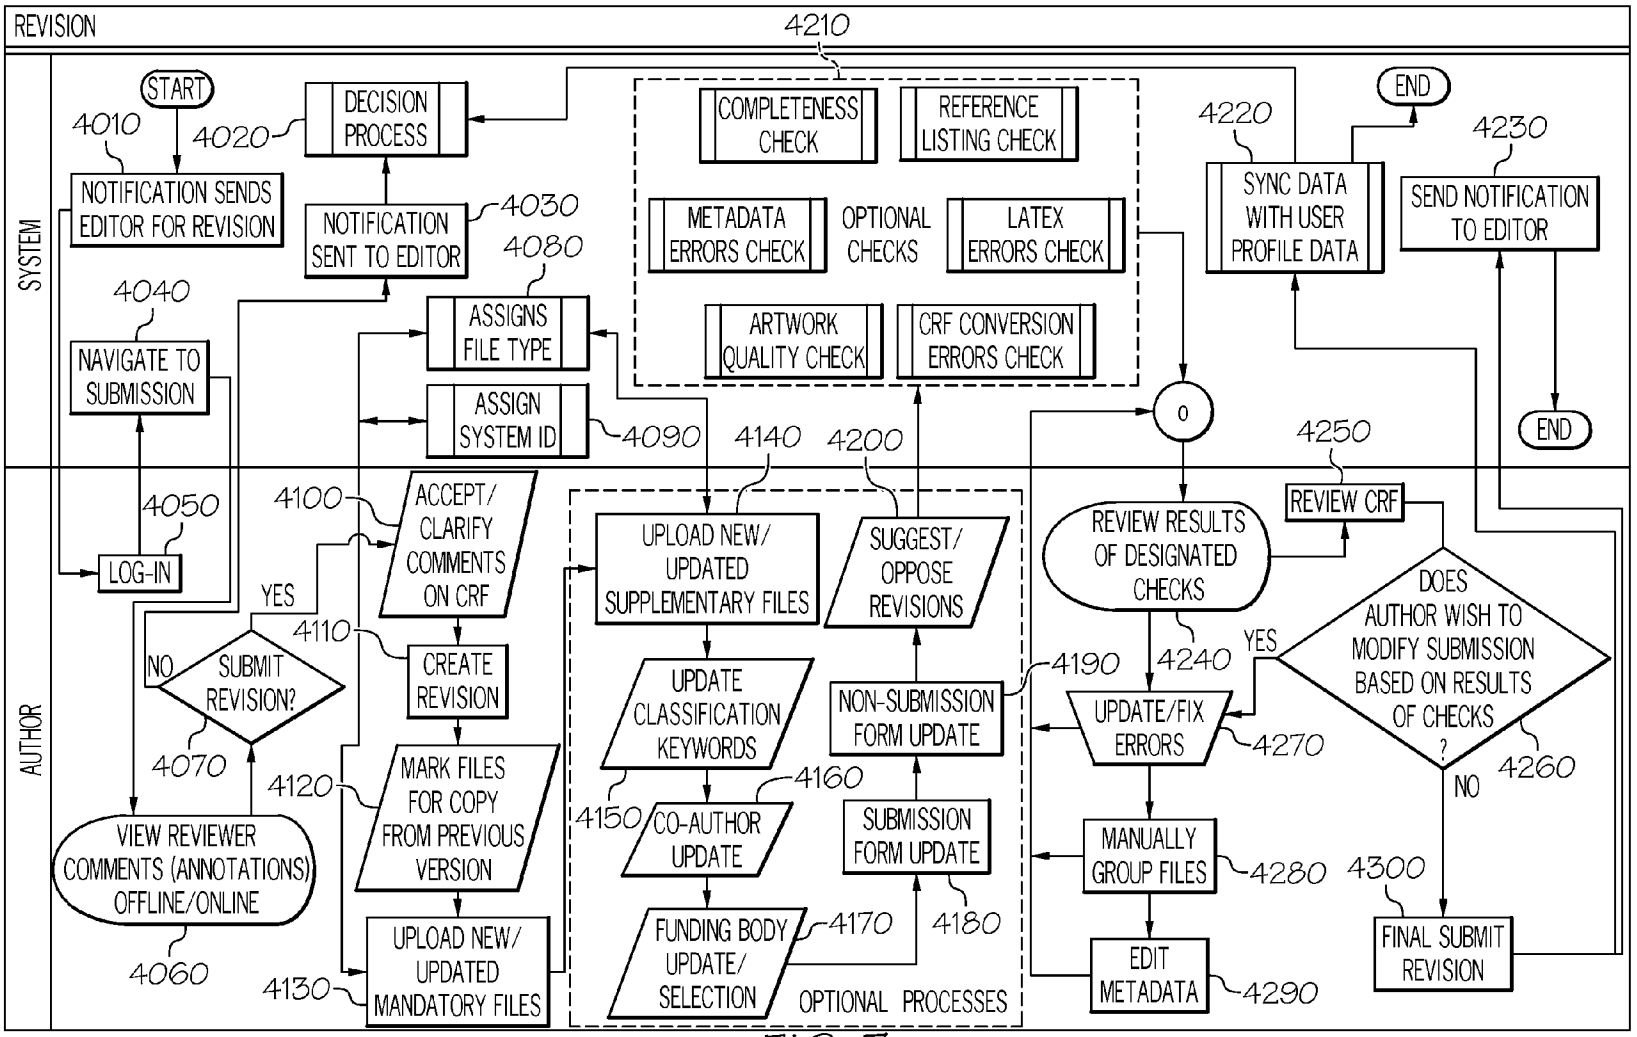 REVISION
4210
SYSTEM
START
4010
NOTIFICATION SENDS
EDITOR FOR REVISION
4020
DECISION
PROCESS
4030
NOTIFICATION
SENT TO EDITOR
4040
NAVIGATE TO
SUBMISSION
4080
ASSIGNS
FILE TYPE
ASSIGN
SYSTEM ID
4090
COMPLETENESS
CHECK
REFERENCE
LISTING CHECK
METADATA
ERRORS CHECK
OPTIONAL
CHECKS
LATEX
ERRORS CHECK
ARTWORK
QUALITY CHECK
CRF CONVERSION
ERRORS CHECK
END
4220
SYNC DATA
WITH USER
PROFILE DATA
4230
SEND NOTIFICATION
TO EDITOR
END
O
AUTHOR
4050
LOG-IN
YES
NO
SUBMIT
REVISION?
4070
VIEW REVIEWER
COMMENTS (ANNOTATIONS)
OFFLINE/ONLINE
4060
4100
ACCEPT/
CLARIFY
COMMENTS
ON CRF
4110
CREATE
REVISION
4120
MARK FILES
FOR COPY
FROM PREVIOUS
VERSION
4130
UPLOAD NEW/
UPDATED
MANDATORY FILES
4140
UPLOAD NEW/
UPDATED
SUPPLEMENTARY FILES
UPDATE
CLASSIFICATION
KEYWORDS
4150
4160
CO-AUTHOR
UPDATE
FUNDING BODY
UPDATE/
SELECTION
4170
4200
SUGGEST/
OPPOSE
REVISIONS
4190
NON-SUBMISSION
FORM UPDATE
SUBMISSION
FORM UPDATE
4180
OPTIONAL PROCESSES
REVIEW RESULTS
OF DESIGNATED
CHECKS
4240
4250
REVIEW CRF
DOES
AUTHOR WISH TO
MODIFY SUBMISSION
BASED ON RESULTS
OF CHECKS
?
4260
YES
NO
UPDATE/FIX
ERRORS
4270
MANUALLY
GROUP FILES
4280
EDIT
METADATA
4290
4300
FINAL SUBMIT
REVISION